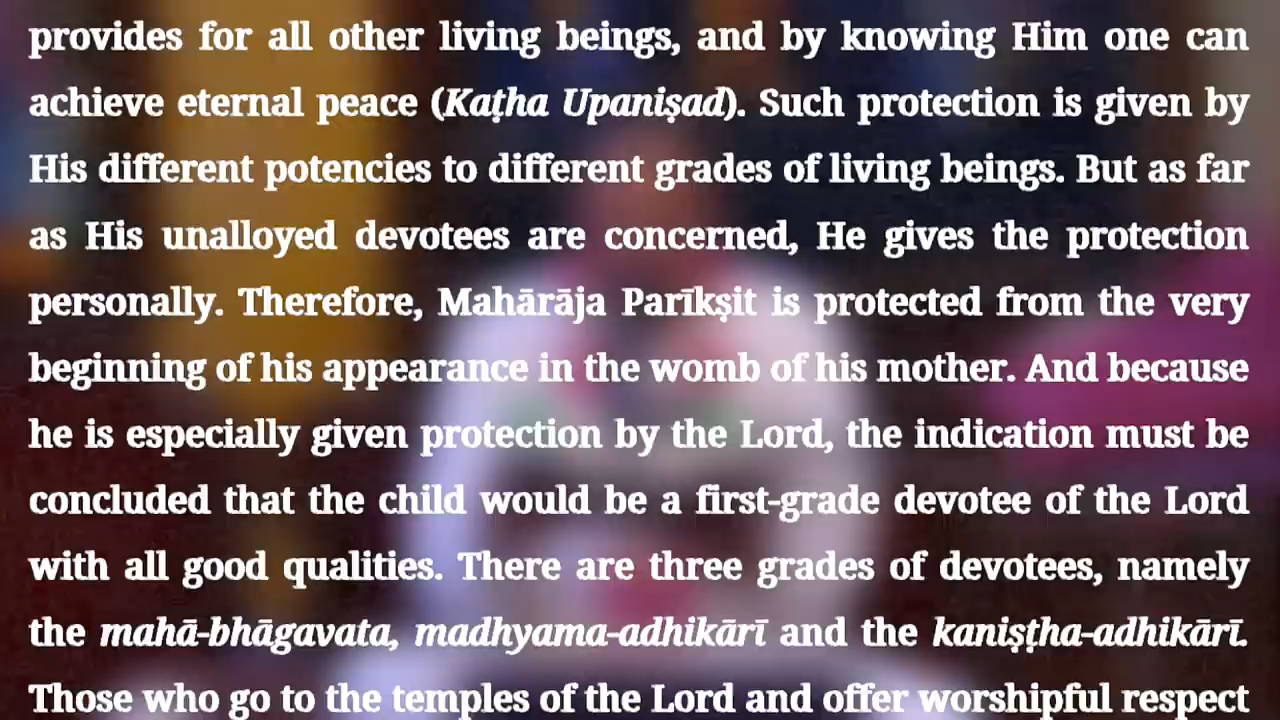 provides for all other living beings, and by knowing Him one can
achieve eternal peace (Kaṭha Upaniṣad). Such protection is given by
His different potencies to different grades of living beings. But as far
as His unalloyed devotees are concerned, He gives the protection
personally. Therefore, Mahārāja Parīkṣit is protected from the very
beginning of his appearance in the womb of his mother. And because
he is especially given protection by the Lord, the indication must be
concluded that the child would be a first-grade devotee of the Lord
with all good qualities. There are three grades of devotees, namely
the mahā-bhāgavata, madhyama-adhikārī and the kaniṣṭha-adhikārī.
Those who go to the temples of the Lord and offer worshipful respect